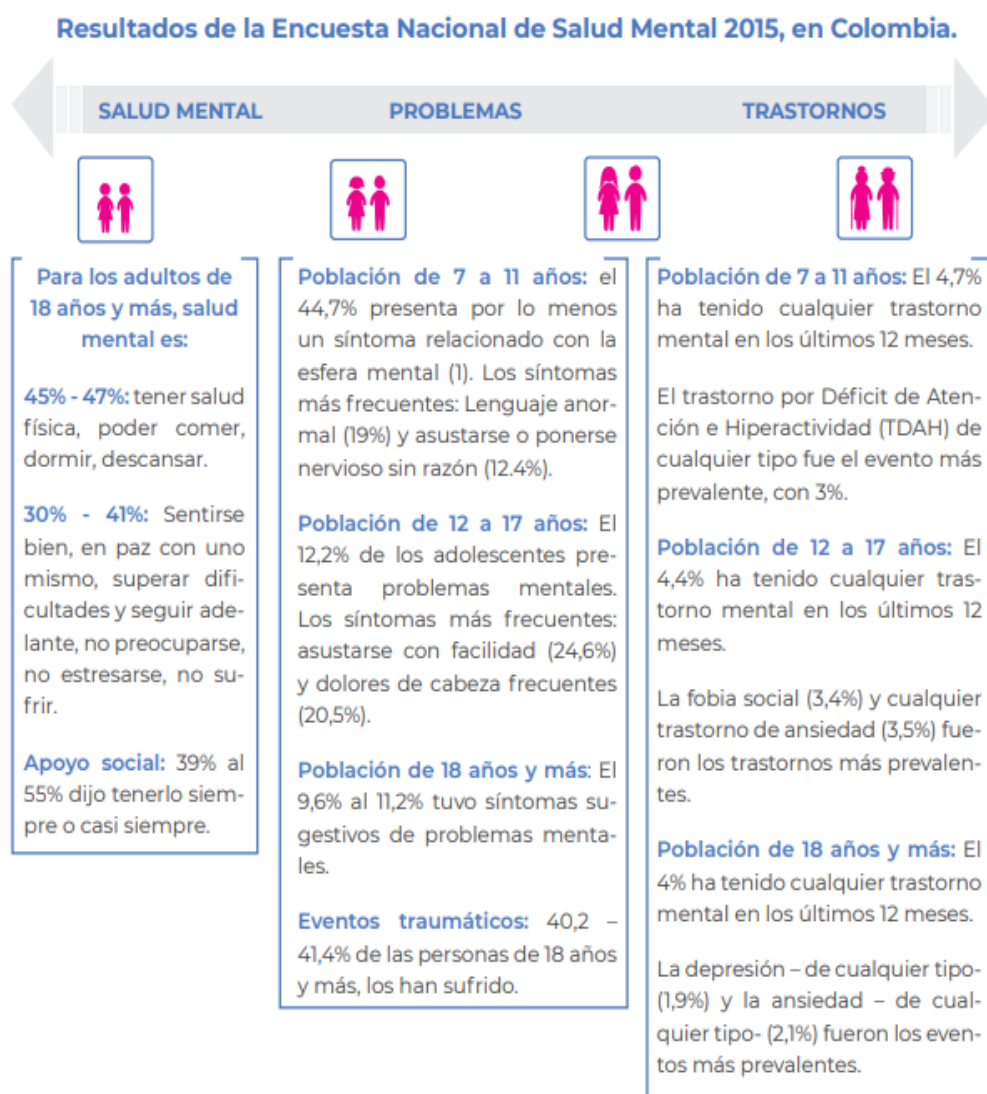 Resultados de la Encuesta Nacional de Salud Mental 2015, en Colombia.
SALUD MENTAL
PROBLEMAS
TRASTORNOS
Para los adultos de
18 años y más, salud
mental es:
45% - 47%: tener salud
física, poder comer,
dormir, descansar.
30% - 41%: Sentirse
bien, en paz con uno
mismo, superar difi-
cultades y seguir ade-
lante, no preocuparse,
no estresarse, no su-
frir.
Apoyo social: 39% al
55% dijo tenerlo siem-
pre o casi siempre.
Población de 7 a 11 años: el
44,7% presenta por lo menos
un síntoma relacionado con la
esfera mental (1). Los síntomas
más frecuentes: Lenguaje anor-
mal (19%) y asustarse o ponerse
nervioso sin razón (12.4%).
Población de 12 a 17 años: El
12,2% de los adolescentes pre-
senta problemas mentales.
Los síntomas más frecuentes:
asustarse con facilidad (24,6%)
y dolores de cabeza frecuentes
(20,5%).
Población de 18 años y más: El
9,6% al 11,2% tuvo síntomas su-
gestivos de problemas menta-
les.
Eventos traumáticos: 40,2 –
41,4% de las personas de 18 años
y más, los han sufrido.
Población de 7 a 11 años: El 4,7%
ha tenido cualquier trastorno
mental en los últimos 12 meses.
El trastorno por Déficit de Aten-
ción e Hiperactividad (TDAH) de
cualquier tipo fue el evento más
prevalente, con 3%.
Población de 12 a 17 años: El
4,4% ha tenido cualquier tras-
torno mental en los últimos 12
meses.
La fobia social (3,4%) y cualquier
trastorno de ansiedad (3,5%) fue-
ron los trastornos más prevalen-
tes.
Población de 18 años y más: El
4% ha tenido cualquier trastorno
mental en los últimos 12 meses.
La depresión – de cualquier tipo-
(1,9%) y la ansiedad – de cual-
quier tipo- (2,1%) fueron los even-
tos más prevalentes.